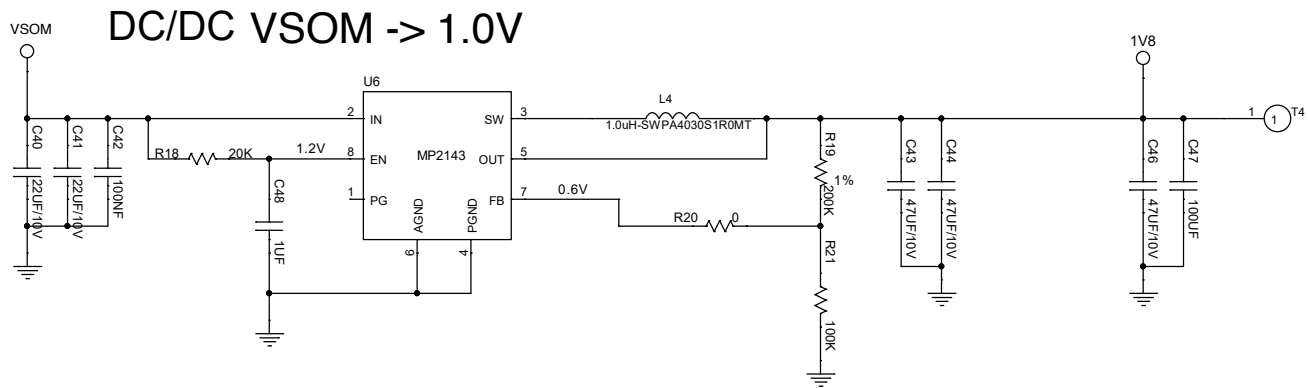 DC/DC VSOM -> 1.0V
VSOM
1V8
U6
L4
1.0uH-SWPA4030S1R0MT
2
IN
SW
3
1
1
T4
C40
22UF/10V
C41
22UF/10V
C42
100NF
R18
20K
1.2V
8
EN
MP2143
OUT
5
1
PG
FB
7
0.6V
AGND
PGND
6
4
C48
1UF
R20
0
R19
1%
200K
R21
100K
C43
47UF/10V
C44
47UF/10V
C46
47UF/10V
C47
100UF